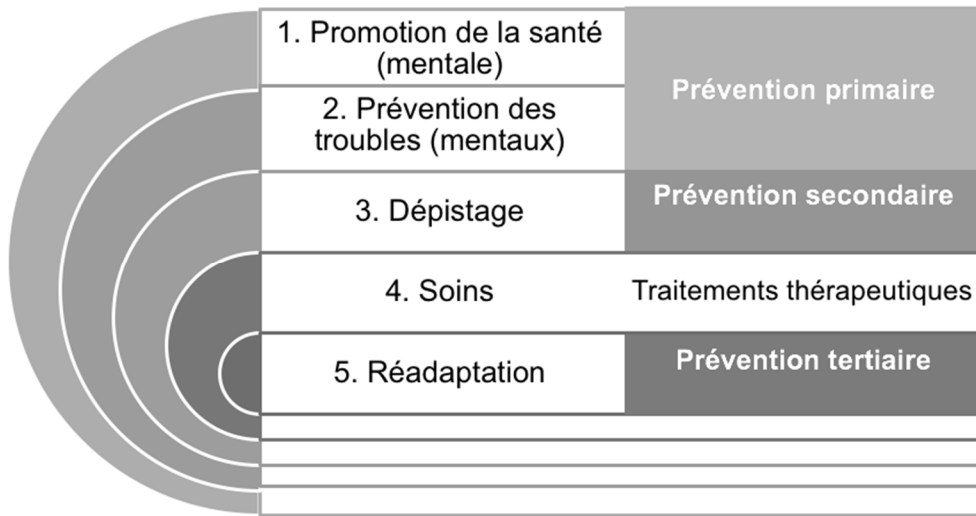 1. Promotion de la santé
(mentale)
Prévention primaire
2. Prévention des
troubles (mentaux)
3. Dépistage
Prévention secondaire
4. Soins
Traitements thérapeutiques
5. Réadaptation
Prévention tertiaire